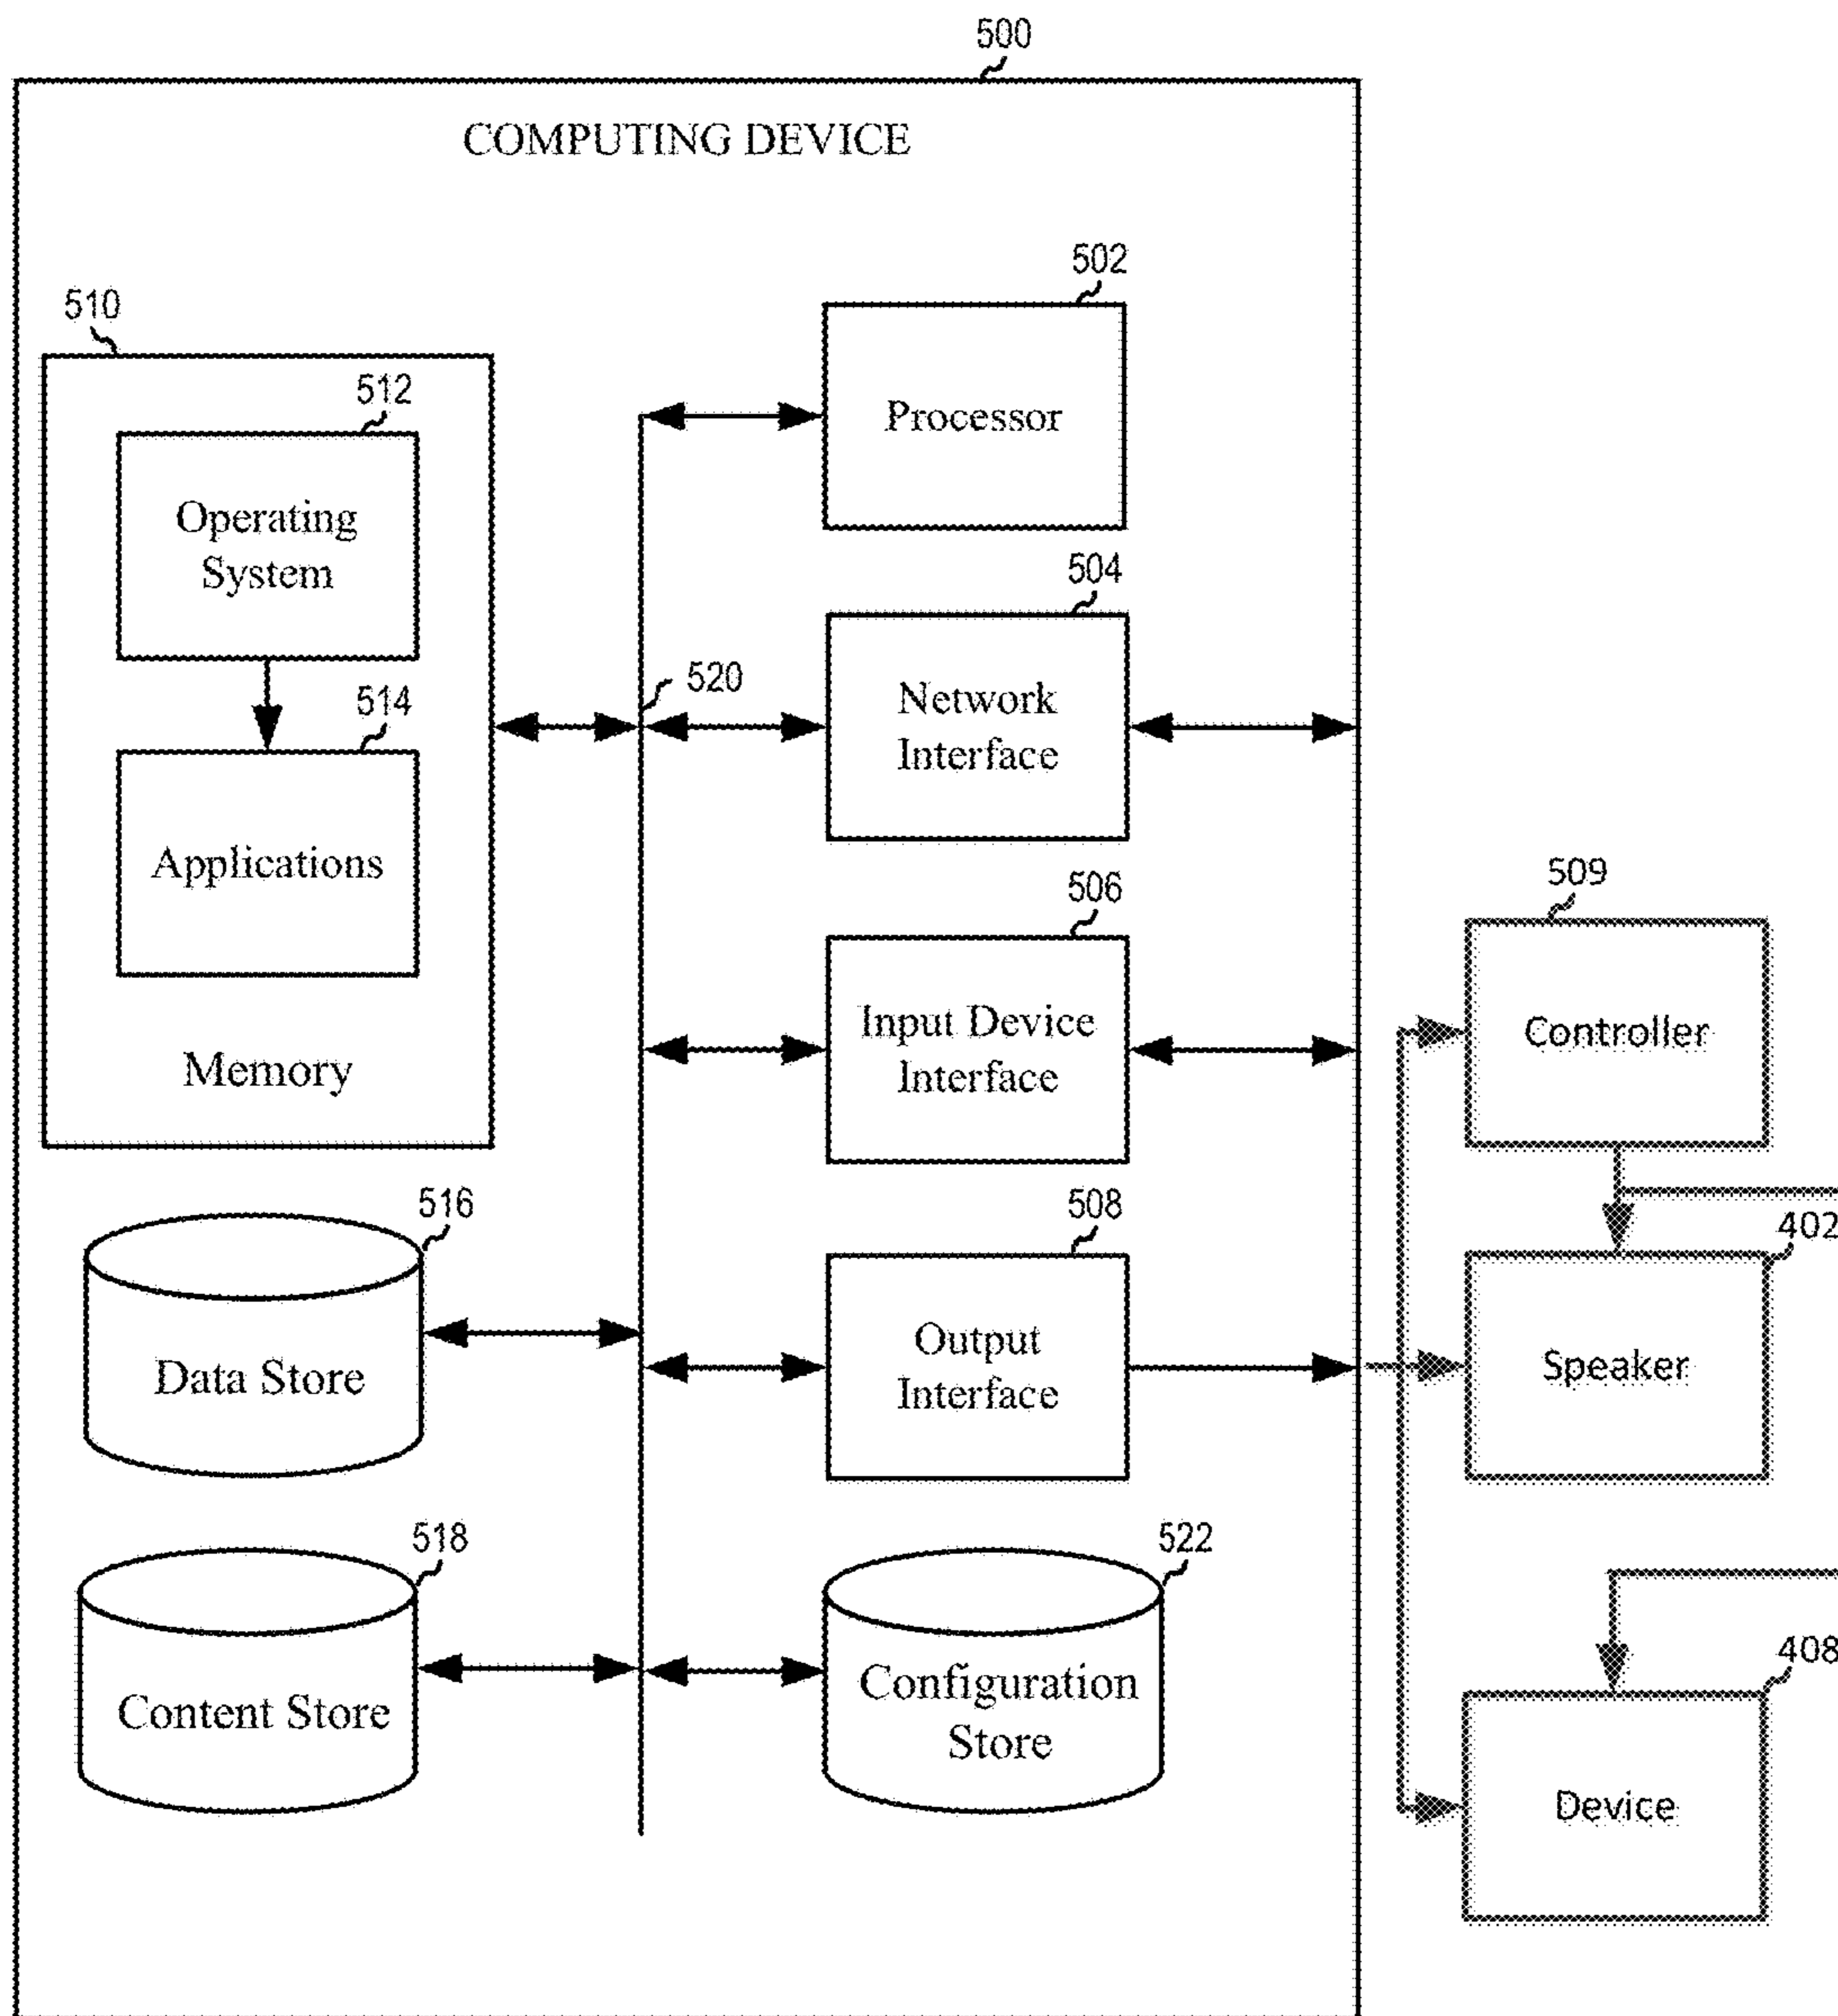 500
COMPUTING DEVICE
502
510
Processor
512
Operating
System
504
520
Network
Interface
514
Applications
509
506
Controller
Input Device
Interface
Memory
516
508
402
Data Store
Output
Interface
Speaker
518
522
408
Content Store
Configuration
Store
Device